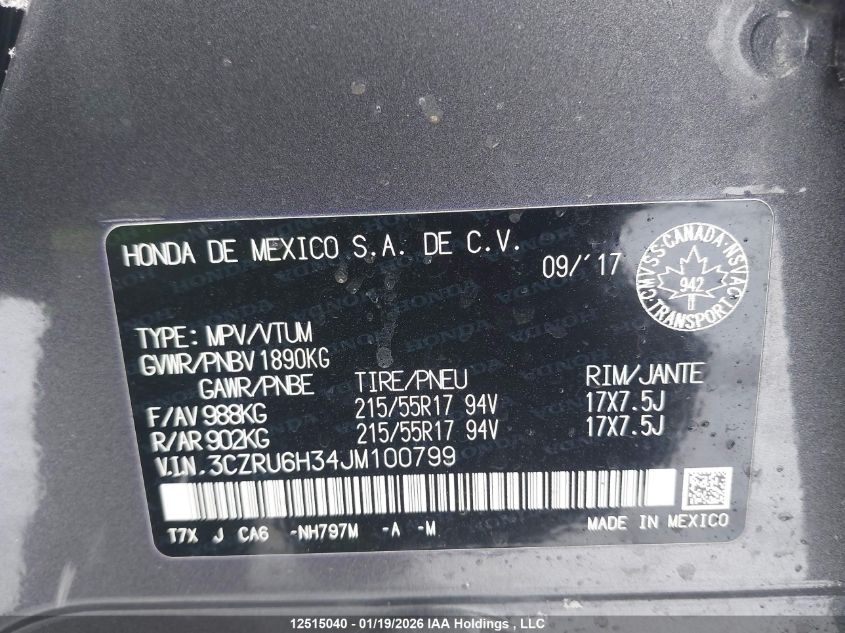 HONDA DE MEXICO S.A. DE C.V.
09/'17
CMVSS·CANADA·NSVAC
942
TRANSPORT
TYPE: MPV/VTUM
GVWR/PNBV 1890KG
GAWR/PNBE TIRE/PNEU RIM/JANTE
F/AV 988KG 215/55R17 94V 17X7.5J
R/AR 902KG 215/55R17 94V 17X7.5J
V.I.N. 3CZRU6H34JM100799
T7X J CA6 -NH797M -A -M
MADE IN MEXICO
12515040 - 01/19/2026 IAA Holdings, LLC/